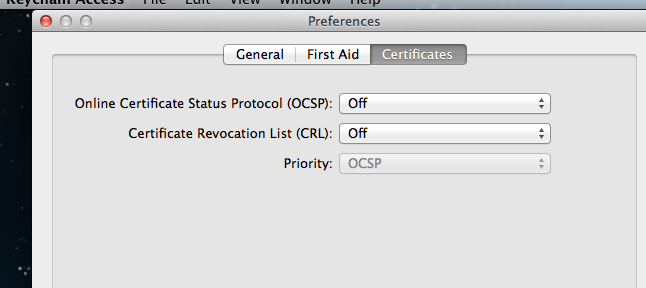 Keychain Access File Edit View Window Help
Preferences
General First Aid Certificates
Online Certificate Status Protocol (OCSP): Off
Certificate Revocation List (CRL): Off
Priority: OCSP